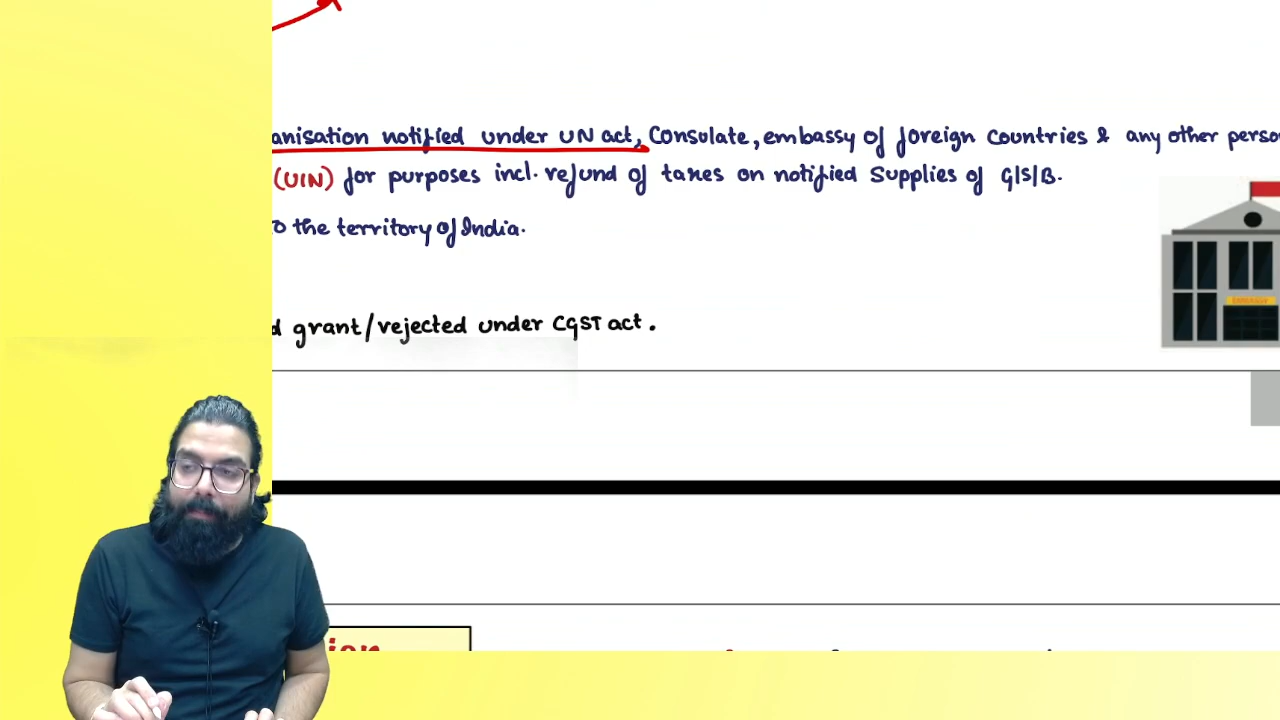 anisation notified under UN act, Consulate, embassy of foreign Countries & any other perso
(UIN) for purposes incl. refund of taxes on notified Supplies of G/S/B.
o the territory of India.
d grant/rejected under CGST act.
EMBASSY